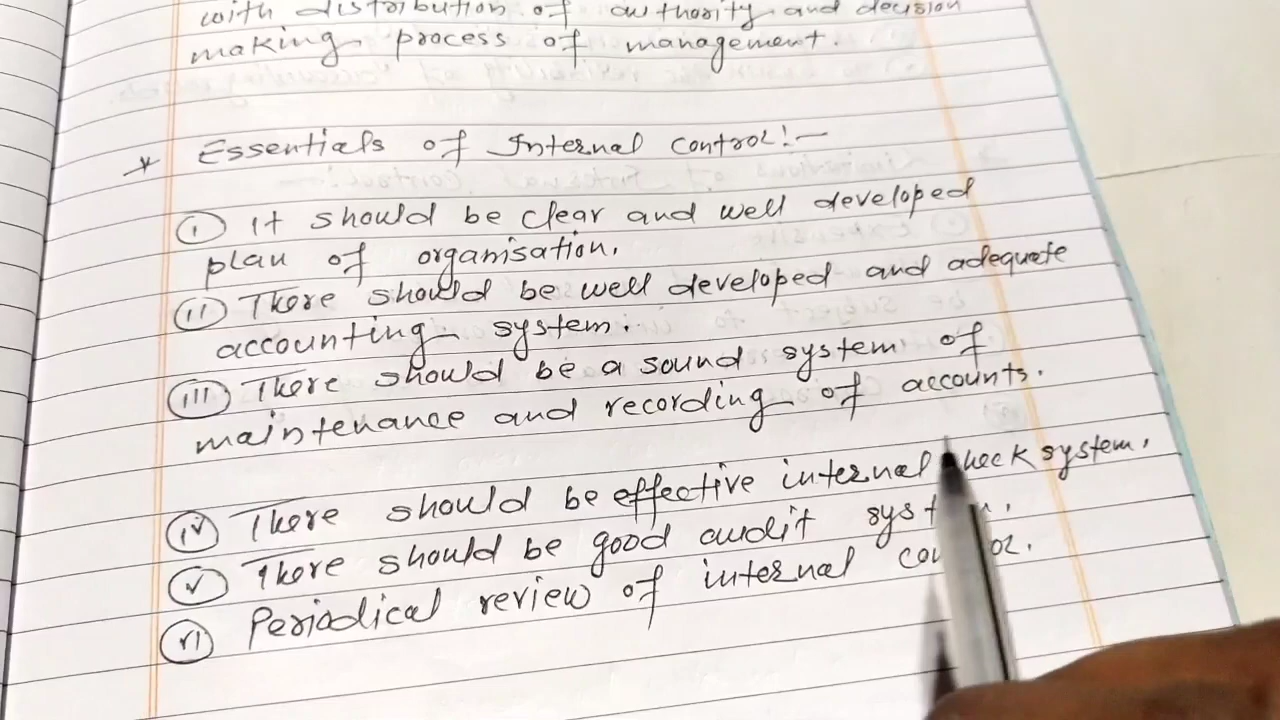 with distribution of authority and decision
making process of management.
* Essentials of Internal control:-
(i) It should be clear and well developed
plan of organisation.
(ii) There should be well developed and adequate
accounting system.
(iii) There should be a sound system of
maintenance and recording of accounts.
(iv) There should be effective internal check system.
(v) There should be good audit system.
(vi) Periodical review of internal control.